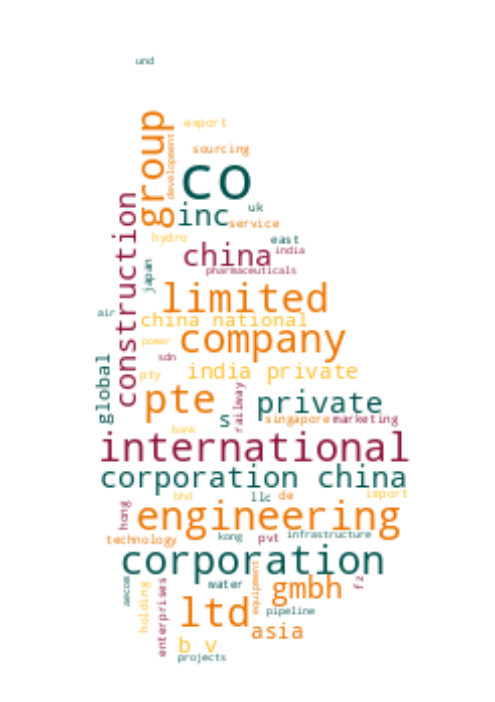 und
group
export
development
sourcing
co
inc
uk
service
construction
hydro
east
india
china
japan
pharmaceuticals
limited
air
china national
power
company
sdn
global
pty
india private
railway
pte
private
s
singapore
marketing
bank
international
corporation china
bhd
llc
de
import
hong
engineering
technology
kong
pvt
infrastructure
corporation
aecom
holding
enterprises
water
equipment
gmbh
fz
ltd
pipeline
asia
b v
projects